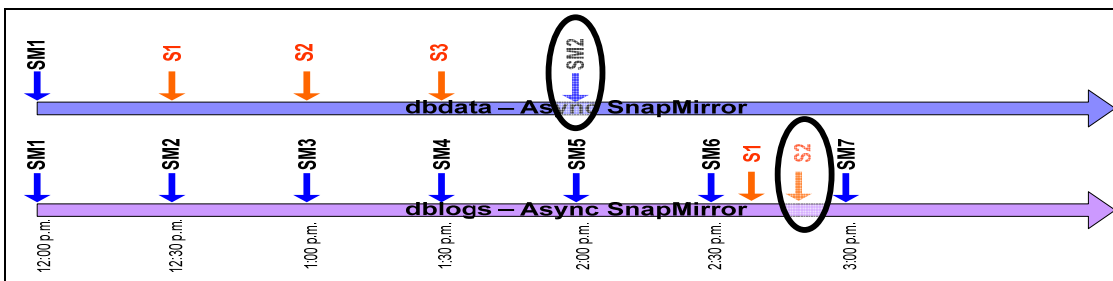 SM1 S1 S2 S3 SM2
dbdata – Async SnapMirror
SM1 SM2 SM3 SM4 SM5 SM6 S1 S2 SM7
dblogs – Async SnapMirror
12:00 p.m. 12:30 p.m. 1:00 p.m. 1:30 p.m. 2:00 p.m. 2:30 p.m. 3:00 p.m.